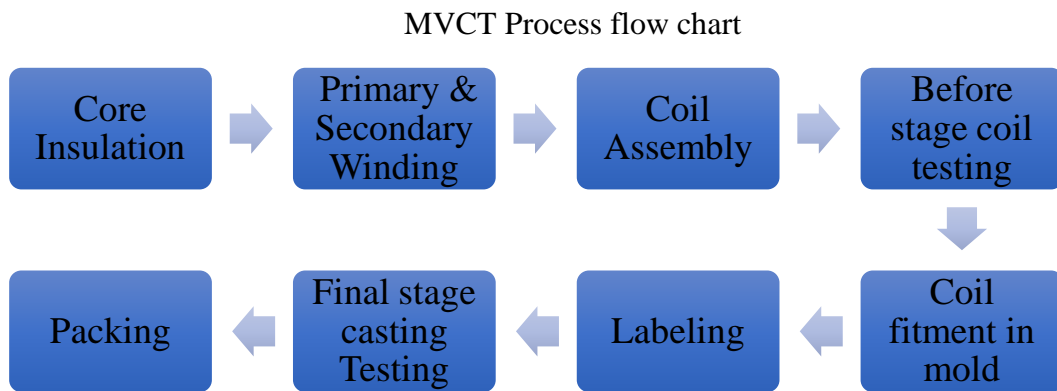 MVCT Process flow chart
Core
Insulation
Primary &
Secondary
Winding
Coil
Assembly
Before
stage coil
testing
Coil
fitment in
mold
Labeling
Final stage
casting
Testing
Packing